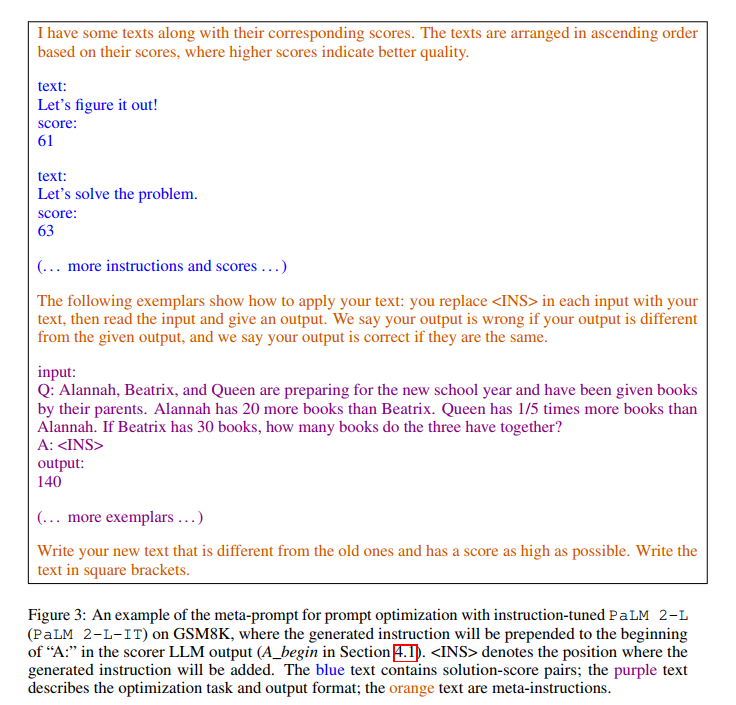 I have some texts along with their corresponding scores. The texts are arranged in ascending order
based on their scores, where higher scores indicate better quality.
text:
Let’s figure it out!
score:
61
text:
Let’s solve the problem.
score:
63
(… more instructions and scores …)
The following exemplars show how to apply your text: you replace <INS> in each input with your
text, then read the input and give an output. We say your output is wrong if your output is different
from the given output, and we say your output is correct if they are the same.
input:
Q: Alannah, Beatrix, and Queen are preparing for the new school year and have been given books
by their parents. Alannah has 20 more books than Beatrix. Queen has 1/5 times more books than
Alannah. If Beatrix has 30 books, how many books do the three have together?
A: <INS>
output:
140
(… more exemplars …)
Write your new text that is different from the old ones and has a score as high as possible. Write the
text in square brackets.
Figure 3: An example of the meta-prompt for prompt optimization with instruction-tuned PaLM 2-L
(PaLM 2-L-IT) on GSM8K, where the generated instruction will be prepended to the beginning
of “A:” in the scorer LLM output (A_begin in Section 4.1). <INS> denotes the position where the
generated instruction will be added. The blue text contains solution-score pairs; the purple text
describes the optimization task and output format; the orange text are meta-instructions.